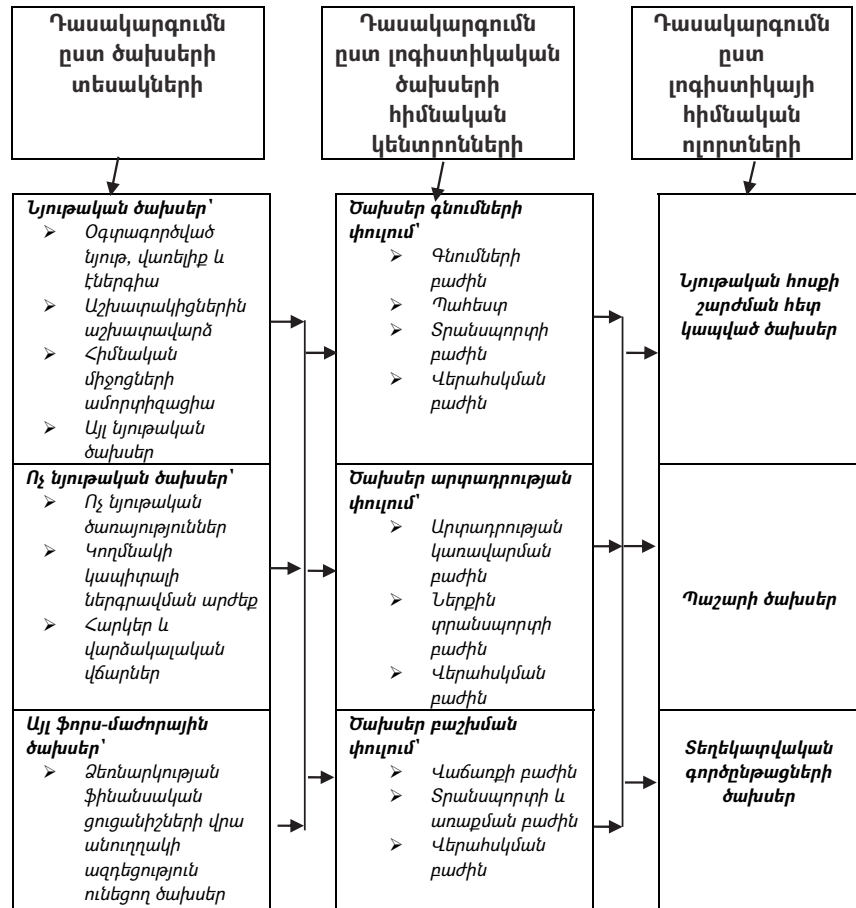 Դասակարգումն
ըստ ծախսերի
տեսակների
Դասակարգումն
ըստ լոգիստիկական
ծախսերի
հիմնական
կենտրոնների
Դասակարգումն
ըստ
լոգիստիկայի
հիմնական
ոլորտների
Նյութական ծախսեր՝
➢ Օգտագործված
նյութ, վառելիք և
էներգիա
➢ Աշխատակիցներին
աշխատավարձ
➢ Հիմնական
միջոցների
ամորտիզացիա
➢ Այլ նյութական
ծախսեր
Ծախսեր գնումների
փուլում՝
➢ Գնումների
բաժին
➢ Պահեստ
➢ Տրանսպորտի
բաժին
➢ Վերահսկման
բաժին
Նյութական հոսքի
շարժման հետ
կապված ծախսեր
Ոչ նյութական ծախսեր՝
➢ Ոչ նյութական
ծառայություններ
➢ Կողմնակի
կապիտալի
ներգրավման արժեք
➢ Հարկեր և
վարձակալական
վճարներ
Ծախսեր արտադրության
փուլում՝
➢ Արտադրության
կառավարման
բաժին
➢ Ներքին
տրանսպորտի
բաժին
➢ Վերահսկման
բաժին
Պաշարի ծախսեր
Այլ ֆորս-մաժորային
ծախսեր՝
➢ Ձեռնարկության
ֆինանսական
ցուցանիշների վրա
անուղղակի
ազդեցություն
ունեցող ծախսեր
Ծախսեր բաշխման
փուլում՝
➢ Վաճառքի բաժին
➢ Տրանսպորտի և
առաքման բաժին
➢ Վերահսկման
բաժին
Տեղեկատվական
գործընթացների
ծախսեր